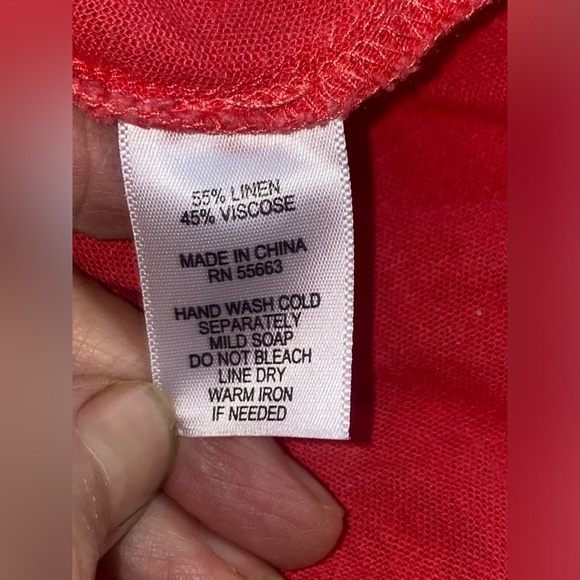 55% LINEN
45% VISCOSE
MADE IN CHINA
RN 55663
HAND WASH COLD
SEPARATELY
MILD SOAP
DO NOT BLEACH
LINE DRY
WARM IRON
IF NEEDED